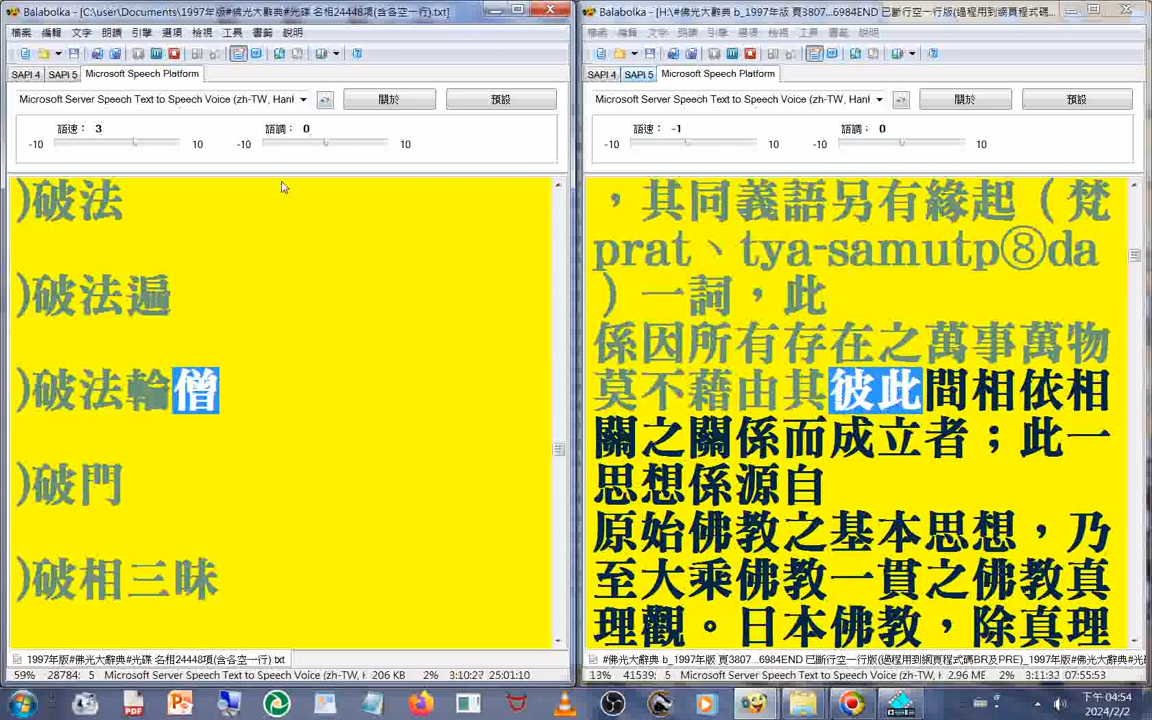 Balabolka - [C:\user\Documents\1997年版#佛光大辭典#光碟 名相24448項(含各空一行).txt]
檔案 編輯 文字 朗讀 引擎 選項 檢視 工具 書籤 說明
SAPI 4 SAPI 5 Microsoft Speech Platform
Microsoft Server Speech Text to Speech Voice (zh-TW, Hanl
關於
預設
語速： 3
語調： 0
-10 10 -10 10
)破法
)破法遍
)破法輪僧
)破門
)破相三昧
1997年版#佛光大辭典#光碟 名相24448項(含各空一行).txt
59% 28784: 5 Microsoft Server Speech Text to Speech Voice (zh-TW, H 206 KB 2% 3:10:27 25:01:10
Balabolka - [H:\#佛光大辭典 b_1997年版 頁3807...6984END 已斷行空一行版(過程用到網頁程式碼...
檔案 編輯 文字 朗讀 引擎 選項 檢視 工具 書籤 說明
SAPI 4 SAPI 5 Microsoft Speech Platform
Microsoft Server Speech Text to Speech Voice (zh-TW, Hanl
關於
預設
語速： -1
語調： 0
-10 10 -10 10
，其同義語另有緣起（梵
prat、tya-samutp⑧da
）一詞，此
係因所有存在之萬事萬物
莫不藉由其彼此間相依相
關之關係而成立者；此一
思想係源自
原始佛教之基本思想，乃
至大乘佛教一貫之佛教真
理觀。日本佛教，除真理
#佛光大辭典 b_1997年版 頁3807...6984END 已斷行空一行版(過程用到網頁程式碼BR及PRE)_1997年版#光
13% 41539: 5 Microsoft Server Speech Text to Speech Voice (zh-TW, H 2.96 ME 2% 3:11:32 07:55:53
下午 04:54
2024/2/2